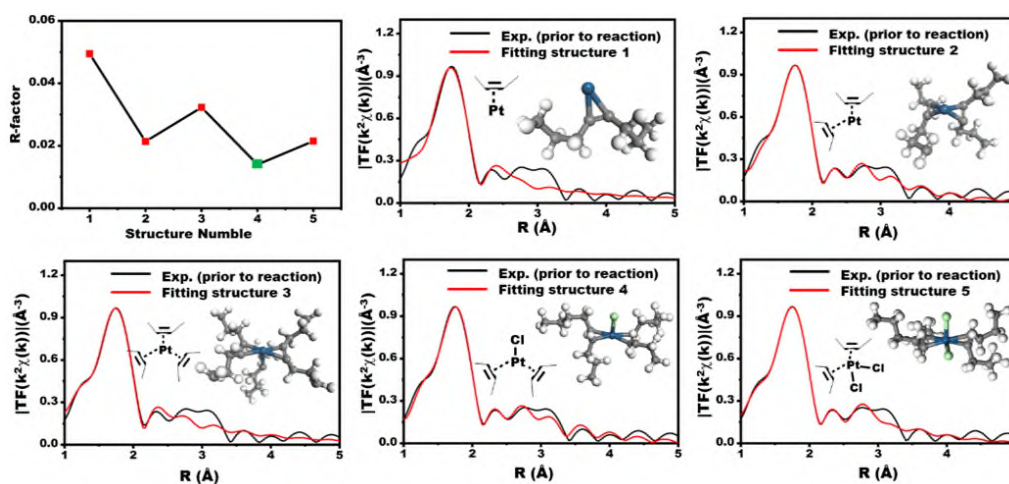 0.06
0.04
0.02
0.00
R-factor
1 2 3 4 5
Structure Numble
1.2
0.9
0.6
0.3
0.0
|TF(k²χ(k))|(Å⁻³)
Exp. (prior to reaction)
Fitting structure 1
Pt
1 2 3 4 5
R (Å)
1.2
0.9
0.6
0.3
0.0
|TF(k²χ(k))|(Å⁻³)
Exp. (prior to reaction)
Fitting structure 2
Pt
1 2 3 4
R (Å)
1.2
0.9
0.6
0.3
0.0
|TF(k²χ(k))|(Å⁻³)
Exp. (prior to reaction)
Fitting structure 3
Pt
1 2 3 4 5
R (Å)
1.2
0.9
0.6
0.3
0.0
|TF(k²χ(k))|(Å⁻³)
Exp. (prior to reaction)
Fitting structure 4
Cl
Pt
1 2 3 4 5
R (Å)
1.2
0.9
0.6
0.3
0.0
|TF(k²χ(k))|(Å⁻³)
Exp. (prior to reaction)
Fitting structure 5
Pt Cl
Cl
1 2 3 4 5
R (Å)